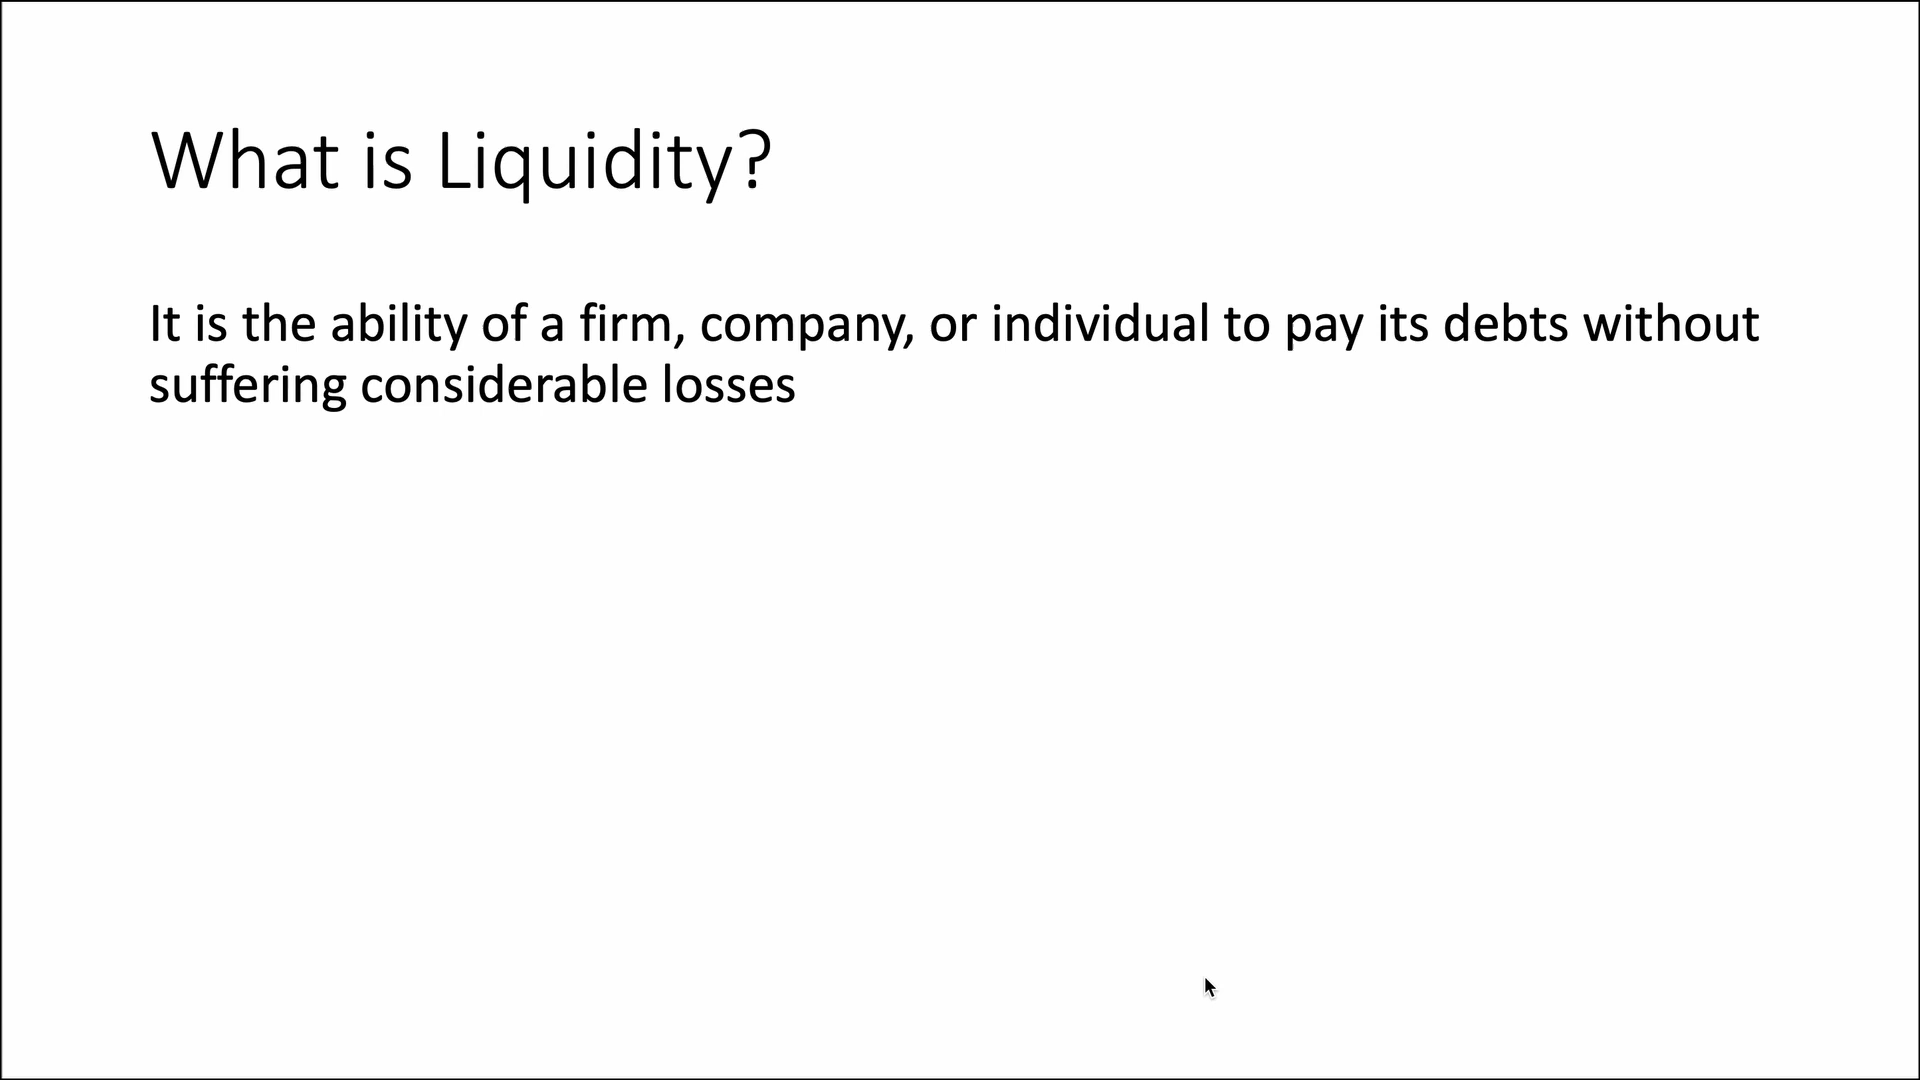 What is Liquidity?
It is the ability of a firm, company, or individual to pay its debts without
suffering considerable losses